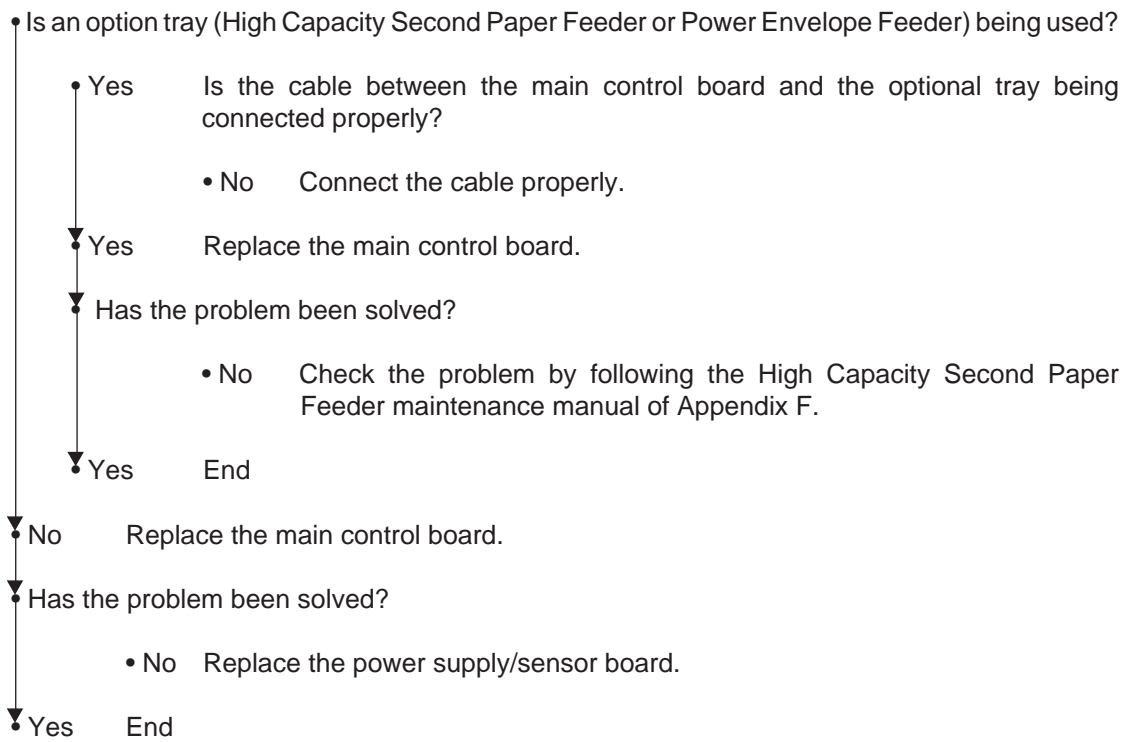 • Is an option tray (High Capacity Second Paper Feeder or Power Envelope Feeder) being used?
• Yes Is the cable between the main control board and the optional tray being
connected properly?
• No Connect the cable properly.
• Yes Replace the main control board.
• Has the problem been solved?
• No Check the problem by following the High Capacity Second Paper
Feeder maintenance manual of Appendix F.
• Yes End
• No Replace the main control board.
• Has the problem been solved?
• No Replace the power supply/sensor board.
• Yes End